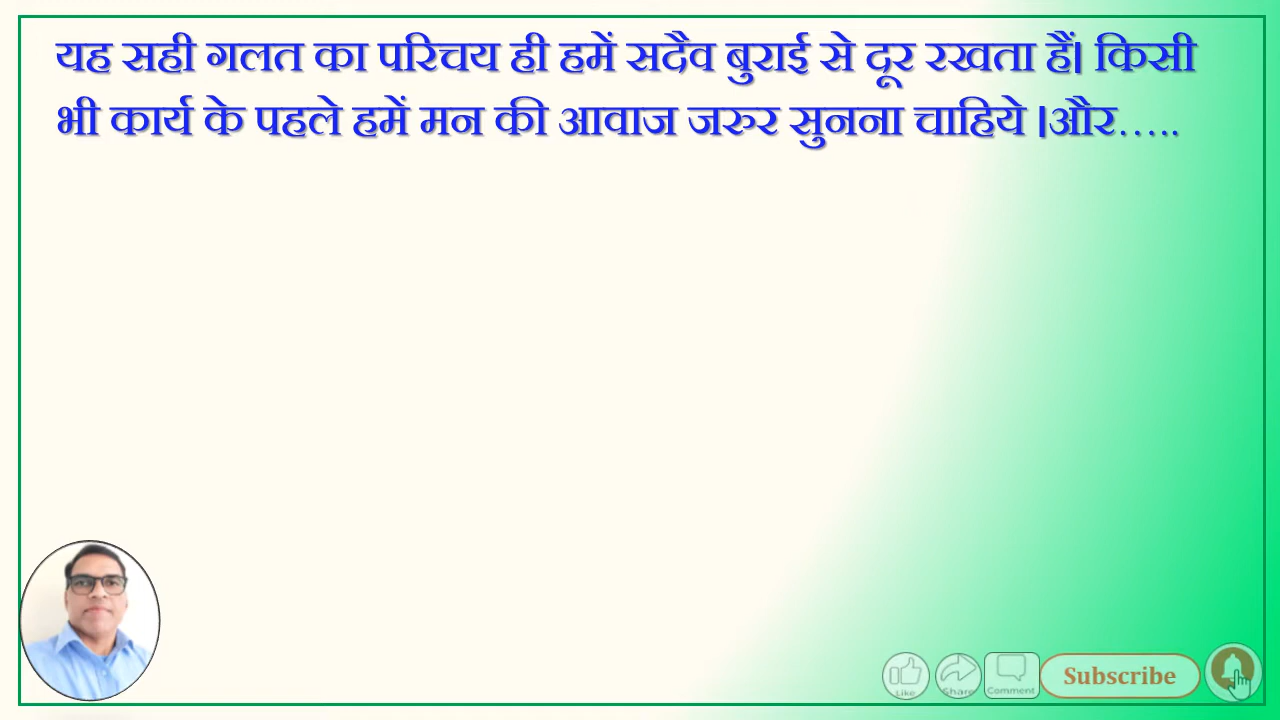 यह सही गलत का परिचय ही हमें सदैव बुराई से दूर रखता हैं| किसी
भी कार्य के पहले हमें मन की आवाज जरुर सुनना चाहिये |और.....
Like
Share
Comment
Subscribe